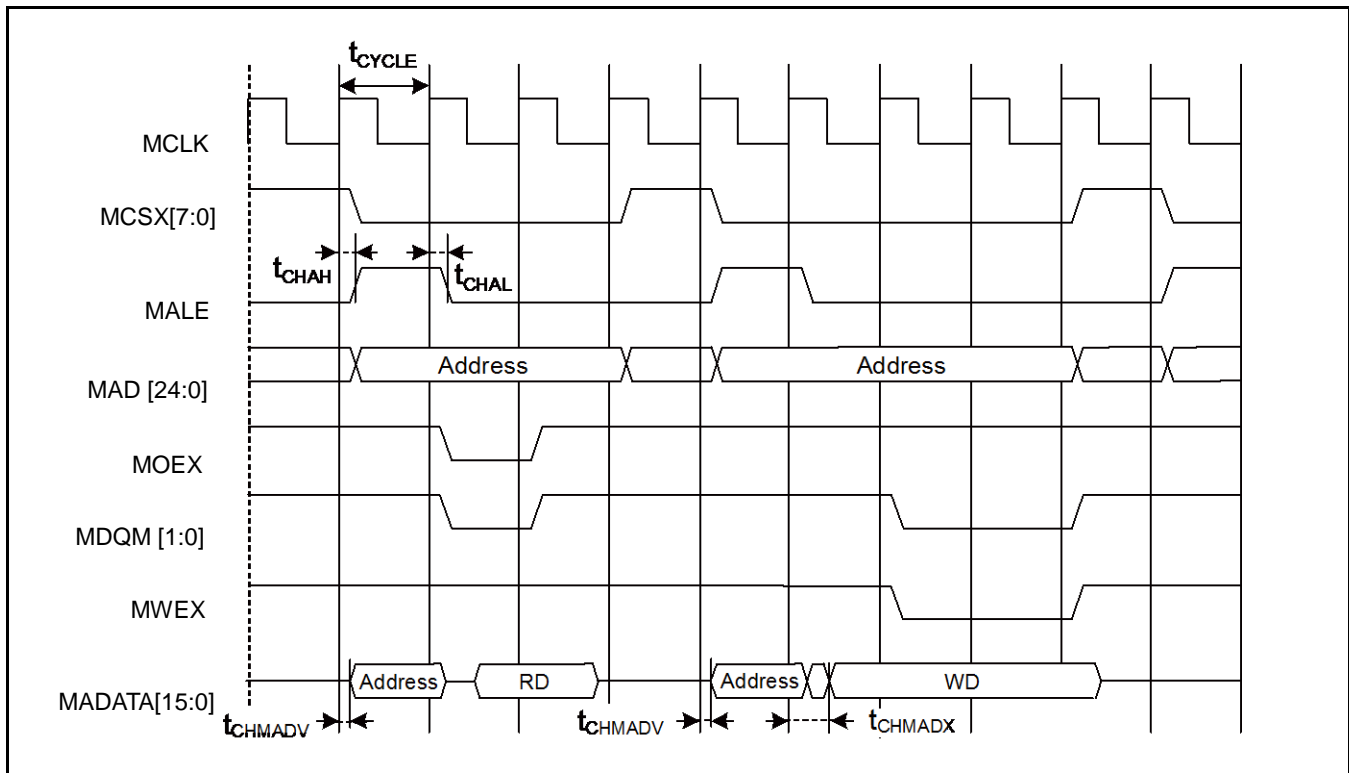 tCYCLE
MCLK
MCSX[7:0]
tCHAH
tCHAL
MALE
Address
Address
MAD [24:0]
MOEX
MDQM [1:0]
MWEX
Address
RD
Address
WD
MADATA[15:0]
tCHMADV
tCHMADV
tCHMADX